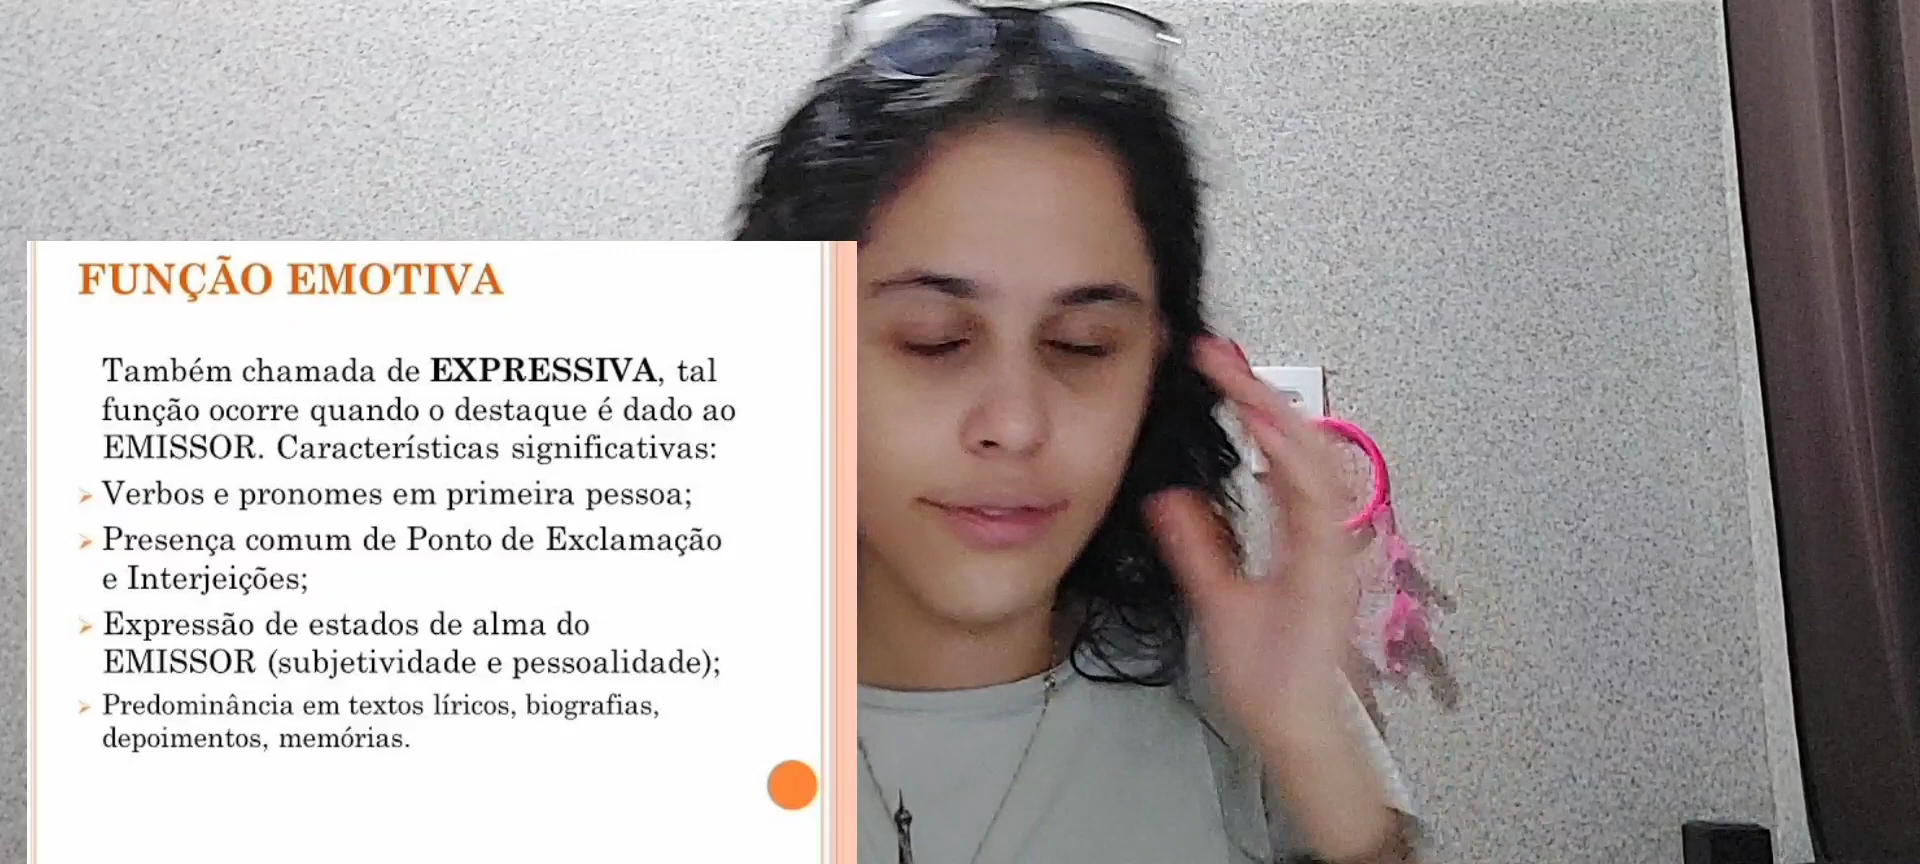 FUNÇÃO EMOTIVA
Também chamada de EXPRESSIVA, tal
função ocorre quando o destaque é dado ao
EMISSOR. Características significativas:
Verbos e pronomes em primeira pessoa;
Presença comum de Ponto de Exclamação
e Interjeições;
Expressão de estados de alma do
EMISSOR (subjetividade e pessoalidade);
Predominância em textos líricos, biografias,
depoimentos, memórias.